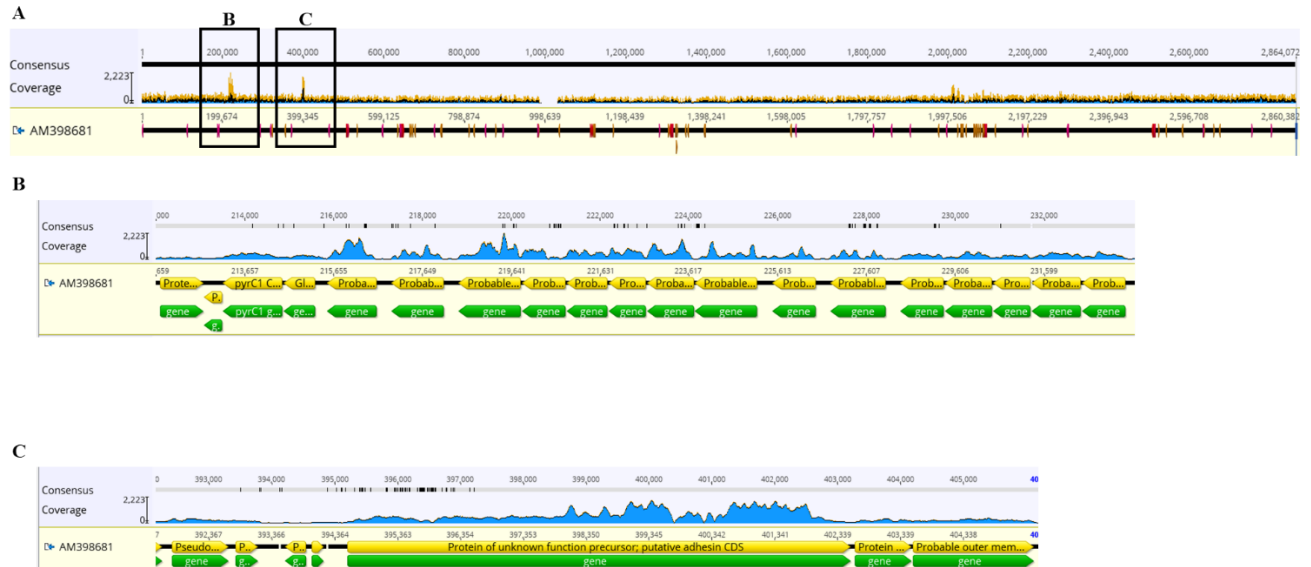 A
B C
1 200,000 400,000 600,000 800,000 1,000,000 1,200,000 1,400,000 1,600,000 1,800,000 2,000,000 2,200,000 2,400,000 2,600,000 2,864,072
Consensus
Coverage 2,223 0
1 199,674 399,345 599,125 798,874 998,639 1,198,439 1,398,241 1,598,005 1,797,757 1,997,506 2,197,229 2,396,943 2,596,708 2,860,382
AM398681
B
,000 214,000 216,000 218,000 220,000 222,000 224,000 226,000 228,000 230,000 232,000
Consensus
Coverage 2,223 0
659 213,657 215,655 217,649 219,641 221,631 223,617 225,613 227,607 229,606 231,599
AM398681 Prote... pyrC1 C... Gl... Proba... Probab... Probable... Prob... Prob... Pro... Proba... Probable... Prob... Probabl... Prob... Proba... Pro... Proba... Prob...
P..
gene pyrC1 g... ge... gene gene gene gene gene gene gene gene gene gene gene gene gene gene gene
g..
C
0 393,000 394,000 395,000 396,000 397,000 398,000 399,000 400,000 401,000 402,000 403,000 404,000 405,000 40
Consensus
Coverage 2,223 0
7 392,367 393,366 394,364 395,363 396,354 397,354 398,350 399,345 400,341 401,341 402,339 403,339 404,338
AM398681 Pseudo... P.. P.. Protein of unknown function precursor; putative adhesin CDS Protein ... Probable outer mem...
gene g.. g.. gene gene gene